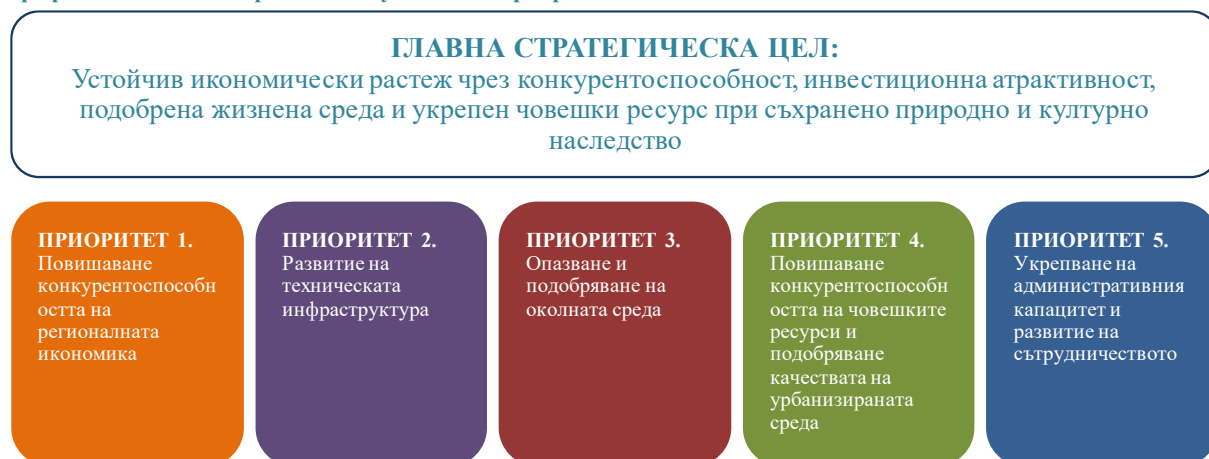 ГЛАВНА СТРАТЕГИЧЕСКА ЦЕЛ:
Устойчив икономически растеж чрез конкурентоспособност, инвестиционна атрактивност,
подобрена жизнена среда и укрепен човешки ресурс при съхранено природно и културно
наследство
ПРИОРИТЕТ 1.
Повишаване
конкурентоспособн
остта на
регионалната
икономика
ПРИОРИТЕТ 2.
Развитие на
техническата
инфраструктура
ПРИОРИТЕТ 3.
Опазване и
подобряване на
околната среда
ПРИОРИТЕТ 4.
Повишаване
конкурентоспособн
остта на човешките
ресурси и
подобряване
качествата на
урбанизираната
среда
ПРИОРИТЕТ 5.
Укрепване на
административния
капацитет и
развитие на
сътрудничеството